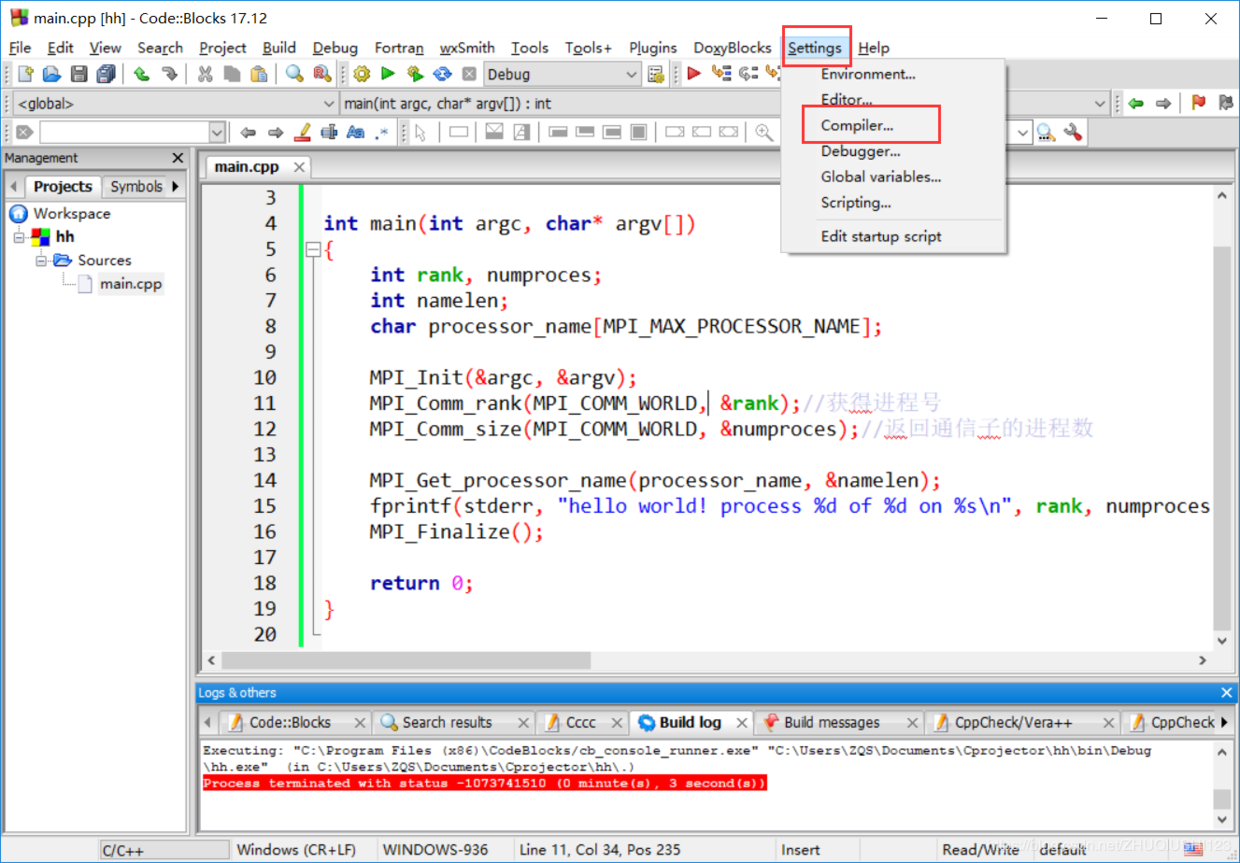 main.cpp [hh] - Code::Blocks 17.12
File Edit View Search Project Build Debug Fortran wxSmith Tools Tools+ Plugins DoxyBlocks Settings Help
Debug
Environment...
Editor...
Compiler...
Debugger...
Global variables...
Scripting...
Edit startup script
<global> main(int argc, char* argv[]) : int
Management
Projects Symbols
Workspace
hh
Sources
main.cpp
main.cpp
3
4 int main(int argc, char* argv[])
5 {
6 int rank, numproces;
7 int namelen;
8 char processor_name[MPI_MAX_PROCESSOR_NAME];
9
10 MPI_Init(&argc, &argv);
11 MPI_Comm_rank(MPI_COMM_WORLD, &rank);//获得进程号
12 MPI_Comm_size(MPI_COMM_WORLD, &numproces);//返回通信子的进程数
13
14 MPI_Get_processor_name(processor_name, &namelen);
15 fprintf(stderr, "hello world! process %d of %d on %s\n", rank, numproces
16 MPI_Finalize();
17
18 return 0;
19 }
20
Logs & others
Code::Blocks Search results Cccc Build log Build messages CppCheck/Vera++ CppCheck
Executing: "C:\Program Files (x86)\CodeBlocks/cb_console_runner.exe" "C:\Users\ZQS\Documents\Cprojector\hh\bin\Debug
\hh.exe" (in C:\Users\ZQS\Documents\Cprojector\hh\.)
Process terminated with status -1073741510 (0 minute(s), 3 second(s))
C/C++ Windows (CR+LF) WINDOWS-936 Line 11, Col 34, Pos 235 Insert Read/Write default